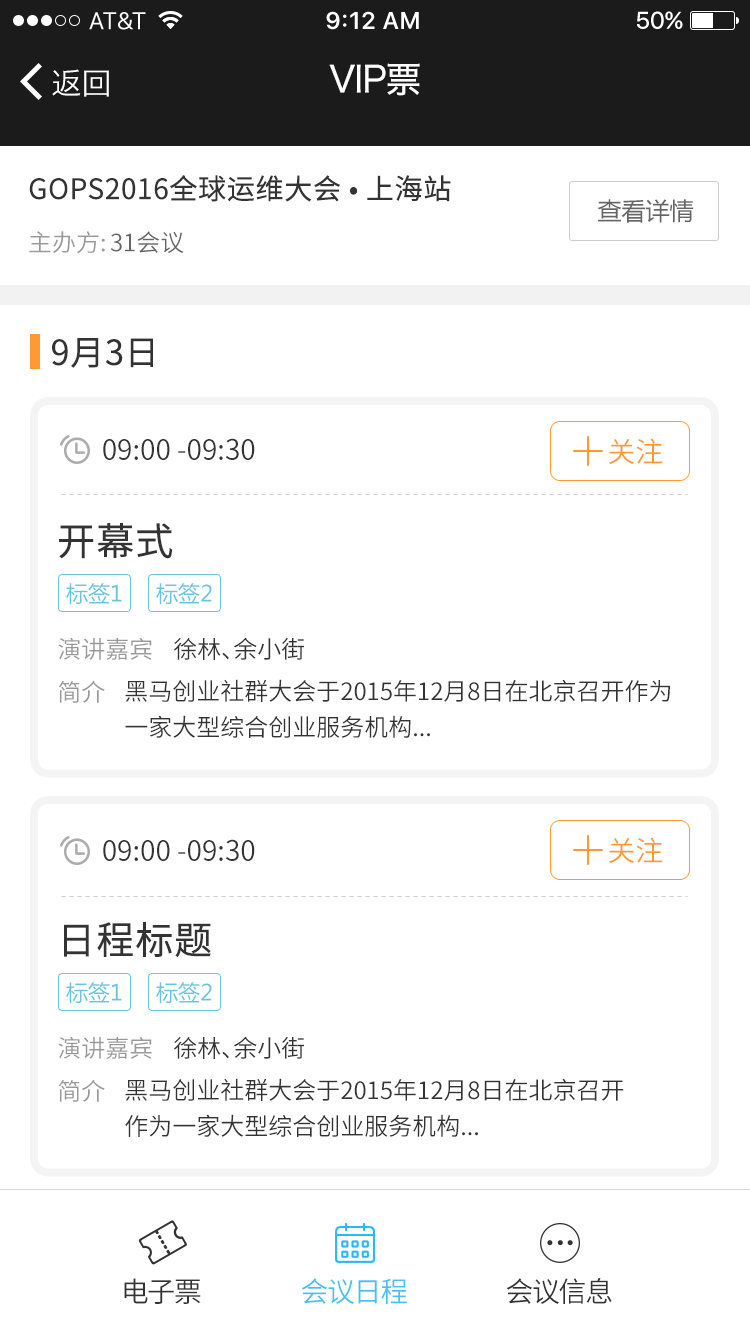 AT&T 9:12 AM 50%
返回 VIP票
GOPS2016全球运维大会 • 上海站
查看详情
主办方: 31会议
9月3日
09:00 -09:30 关注
开幕式
标签1 标签2
演讲嘉宾 徐林、余小街
简介 黑马创业社群大会于2015年12月8日在北京召开作为
一家大型综合创业服务机构...
09:00 -09:30 关注
日程标题
标签1 标签2
演讲嘉宾 徐林、余小街
简介 黑马创业社群大会于2015年12月8日在北京召开
作为一家大型综合创业服务机构...
电子票 会议日程 会议信息